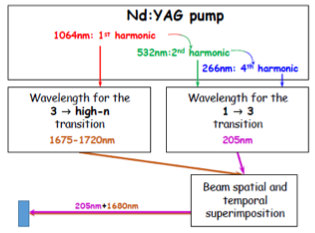 Nd:YAG pump
1064nm: 1st harmonic
532nm:2nd harmonic
266nm: 4th harmonic
Wavelength for the
3 → high-n
transition
1675-1720nm
Wavelength for the
1 → 3
transition
205nm
Beam spatial and
temporal
superimposition
205nm+1680nm